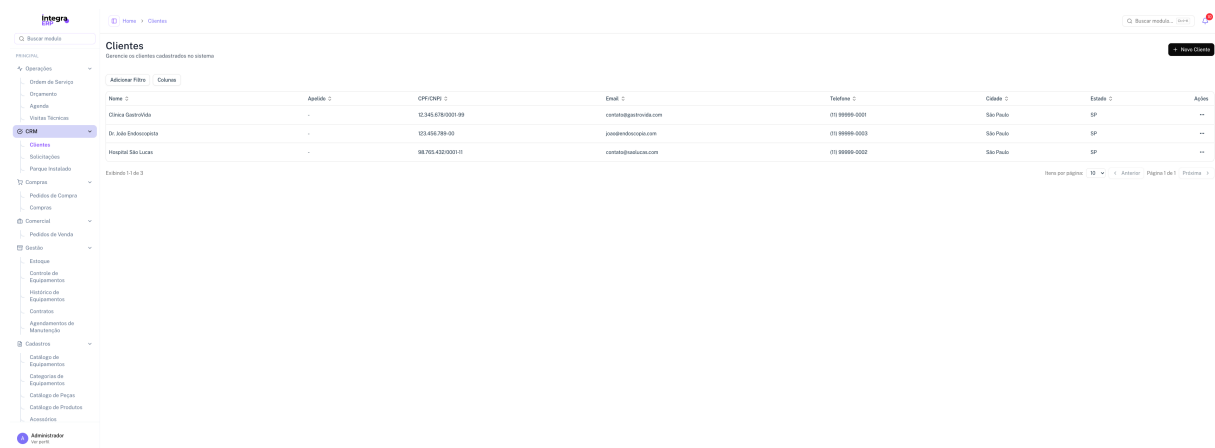 integra
ERP
Buscar modulo
PRINCIPAL
Operações
Ordem de Serviço
Orçamento
Agenda
Visitas Técnicas
CRM
Clientes
Solicitações
Parque Instalado
Compras
Pedidos de Compra
Compras
Comercial
Pedidos de Venda
Gestão
Estoque
Controle de
Equipamentos
Histórico de
Equipamentos
Contratos
Agendamentos de
Manutenção
Cadastros
Catálogo de
Equipamentos
Categorias de
Equipamentos
Catálogo de Peças
Catálogo de Produtos
Acessórios
A Administrador
Ver perfil
Home > Clientes
Buscar modulo...
Clientes
Gerencie os clientes cadastrados no sistema
+ Novo Cliente
Adicionar Filtro Colunas
Nome Apelido CPF/CNPJ Email Telefone Cidade Estado Ações
Clínica GastroVida - 12.345.678/0001-99 contato@gastrovida.com (11) 99999-0001 São Paulo SP ...
Dr. João Endoscopista - 123.456.789-00 joao@endoscopia.com (11) 99999-0003 São Paulo SP ...
Hospital São Lucas - 98.765.432/0001-11 contato@saolucas.com (11) 99999-0002 São Paulo SP ...
Exibindo 1-1 de 3
Itens por página: 10 < Anterior Página 1 de 1 Próxima >